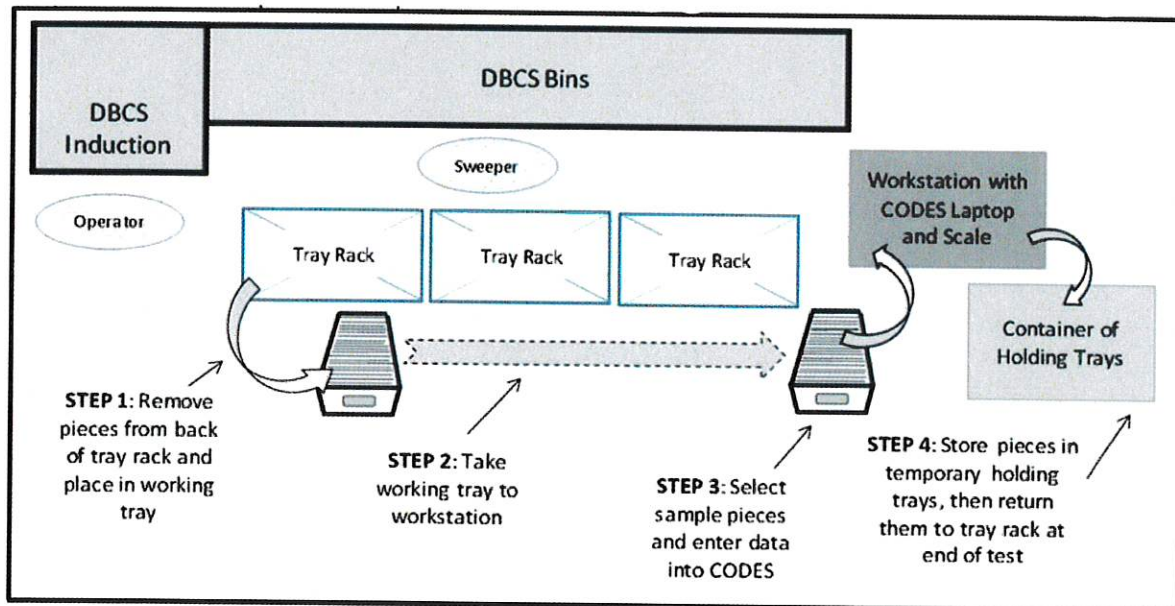 DBCS
Induction
DBCS Bins
Operator
Sweeper
Tray Rack
Tray Rack
Tray Rack
Workstation with
CODES Laptop
and Scale
Container of
Holding Trays
STEP 1: Remove
pieces from back
of tray rack and
place in working
tray
STEP 2: Take
working tray to
workstation
STEP 3: Select
sample pieces
and enter data
into CODES
STEP 4: Store pieces in
temporary holding
trays, then return
them to tray rack at
end of test